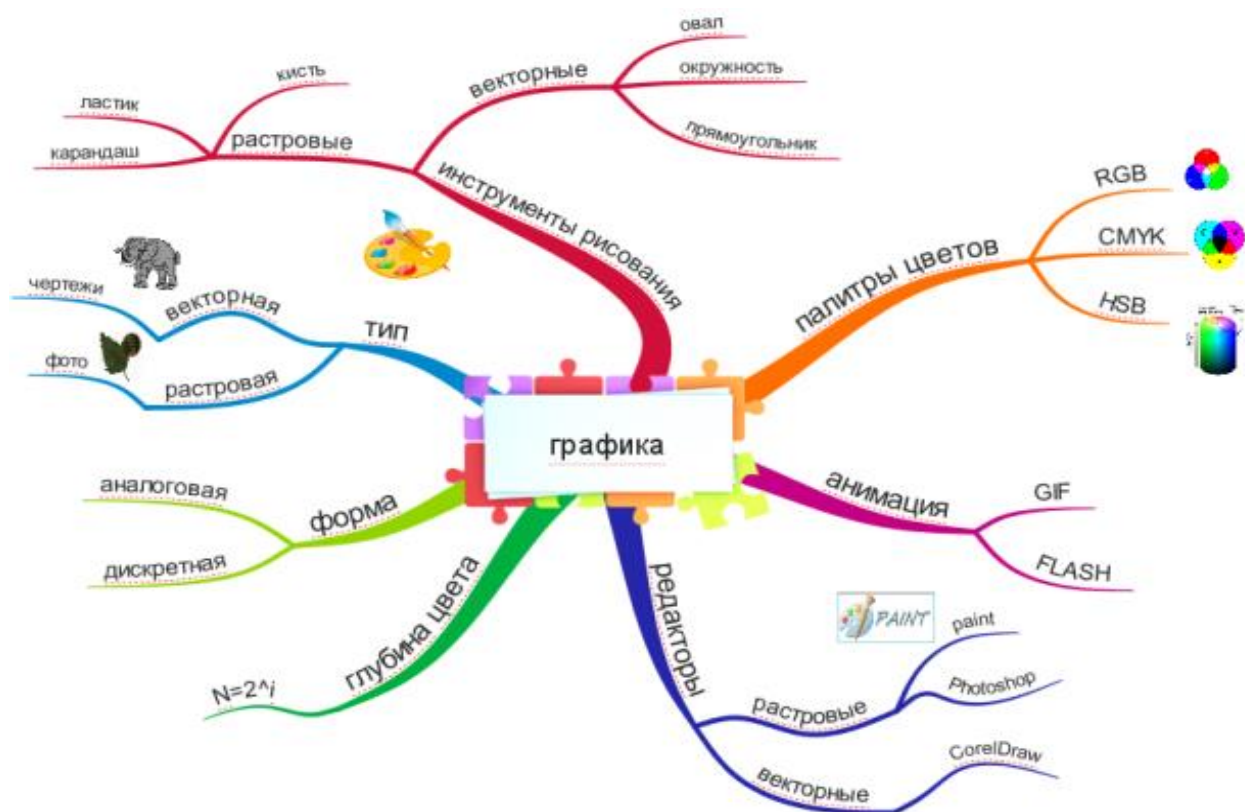 овал
окружность
прямоугольник
векторные
кисть
ластик
карандаш
растровые
инструменты рисования
RGB
CMYK
HSB
палитры цветов
чертежи
векторная
фото
растровая
тип
графика
аналоговая
дискретная
форма
анимация
GIF
FLASH
глубина цвета
N=2^i
редакторы
PAINT
paint
Photoshop
растровые
CorelDraw
векторные